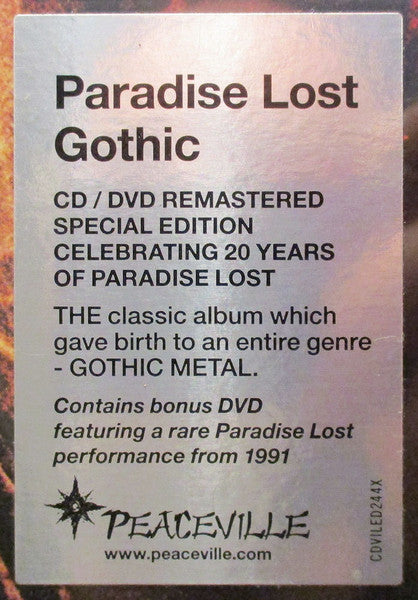 Paradise Lost
Gothic
CD / DVD REMASTERED
SPECIAL EDITION
CELEBRATING 20 YEARS
OF PARADISE LOST
THE classic album which
gave birth to an entire genre
- GOTHIC METAL.
Contains bonus DVD
featuring a rare Paradise Lost
performance from 1991
PEACEVILLE
www.peaceville.com
CDVILED244X